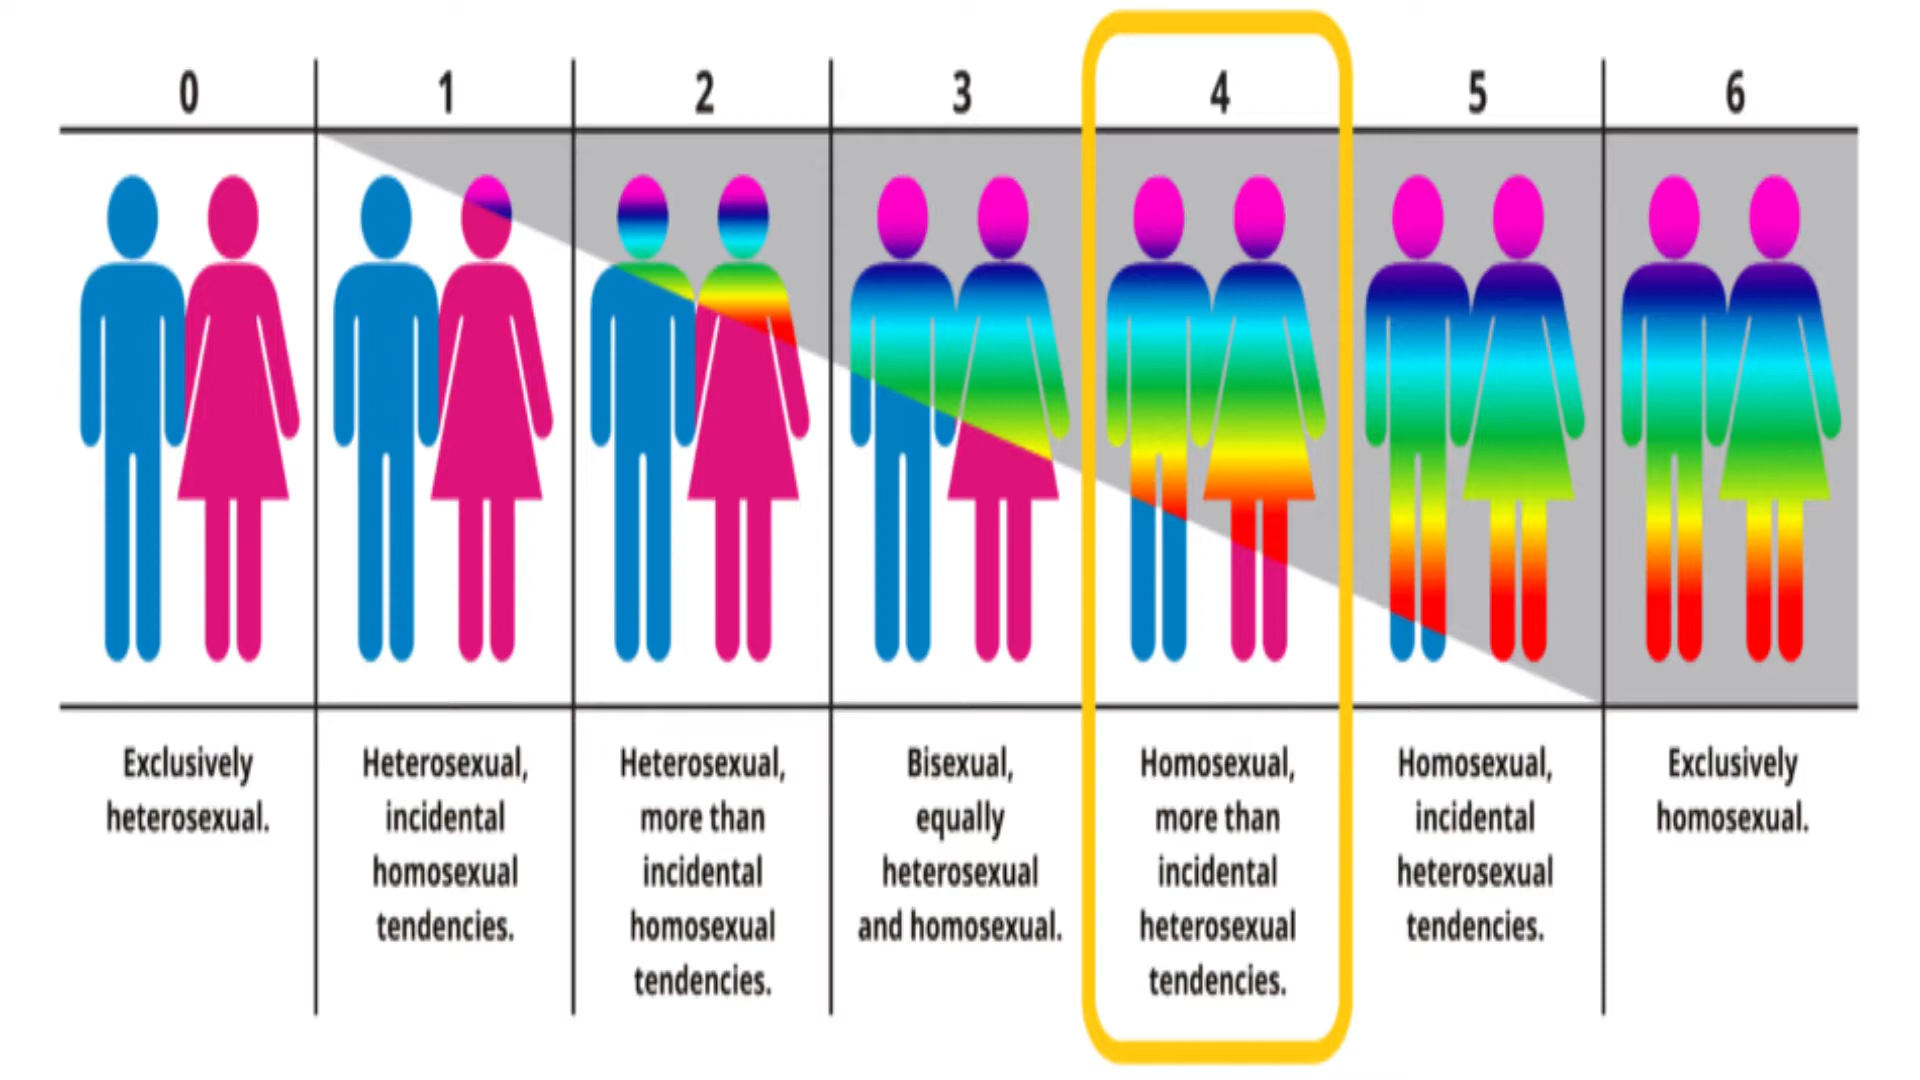 0
1
2
3
4
5
6
Exclusively
heterosexual.
Heterosexual,
incidental
homosexual
tendencies.
Heterosexual,
more than
incidental
homosexual
tendencies.
Bisexual,
equally
heterosexual
and homosexual.
Homosexual,
more than
incidental
heterosexual
tendencies.
Homosexual,
incidental
heterosexual
tendencies.
Exclusively
homosexual.